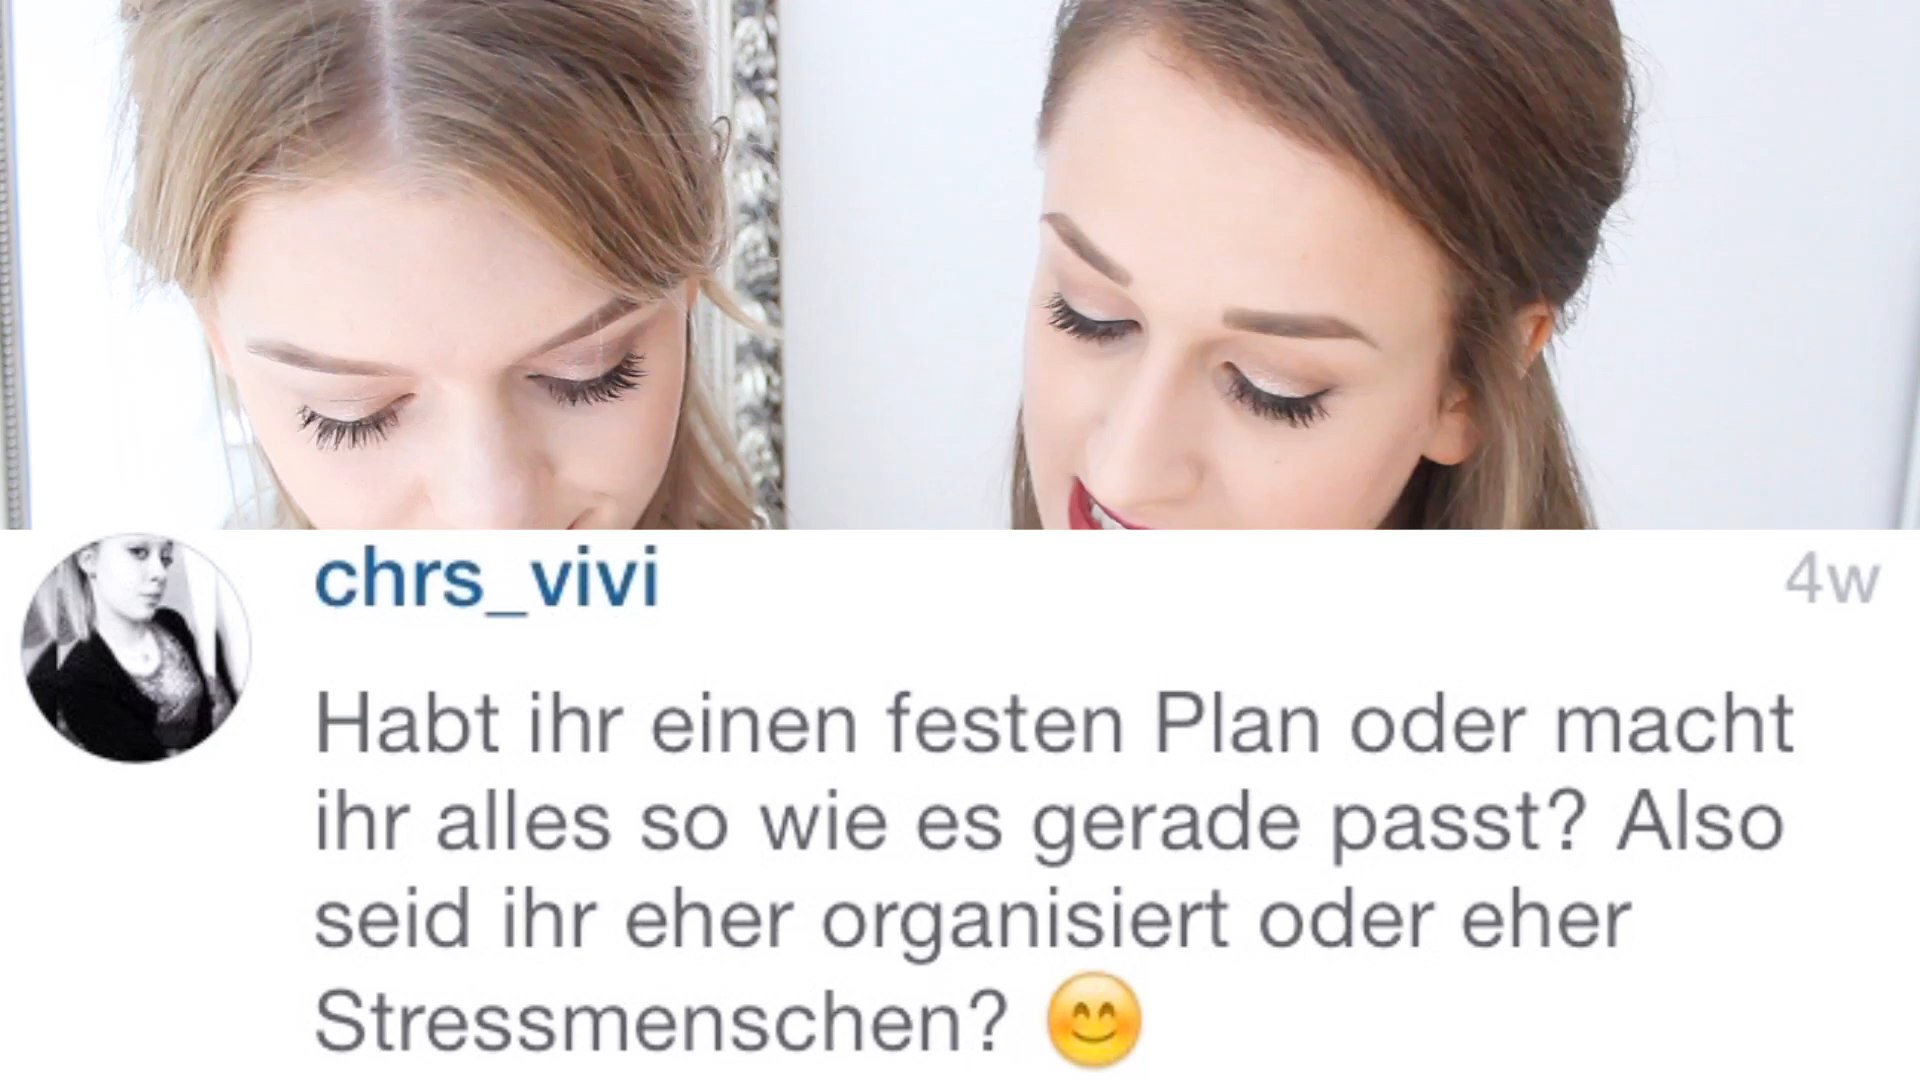 chrs_vivi 4w
Habt ihr einen festen Plan oder macht
ihr alles so wie es gerade passt? Also
seid ihr eher organisiert oder eher
Stressmenschen? 😊